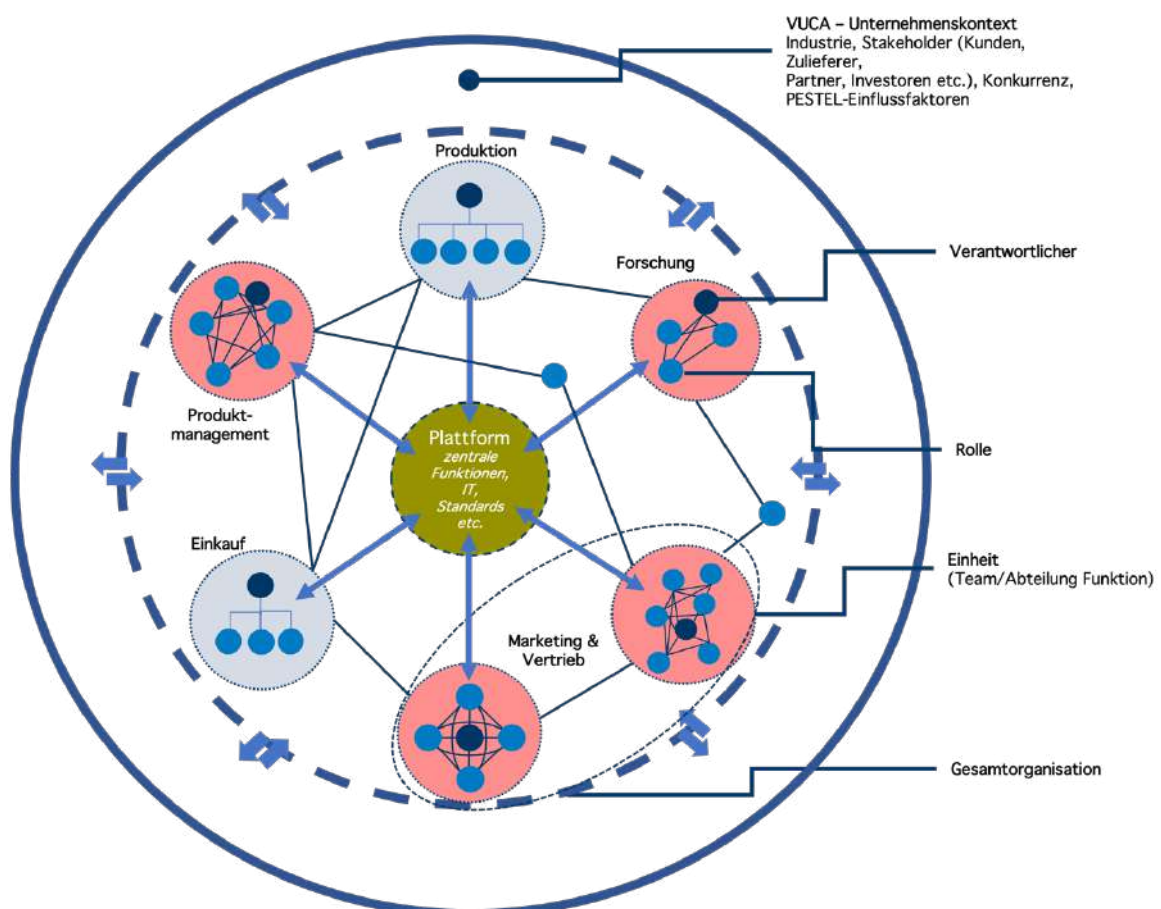 VUCA – Unternehmenskontext
Industrie, Stakeholder (Kunden,
Zulieferer,
Partner, Investoren etc.), Konkurrenz,
PESTEL-Einflussfaktoren
Produktion
Forschung
Verantwortlicher
Produkt-
management
Plattform
zentrale
Funktionen,
IT,
Standards
etc.
Rolle
Einkauf
Einheit
(Team/Abteilung Funktion)
Marketing &
Vertrieb
Gesamtorganisation